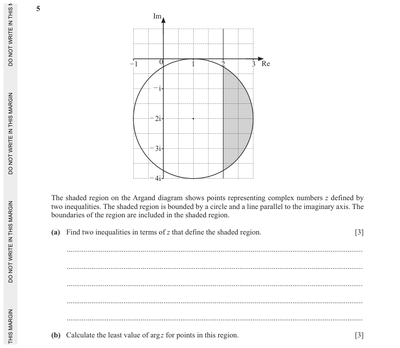 5
Im
-1
0
1
2
3
Re
-i
-2i
-3i
-4i
The shaded region on the Argand diagram shows points representing complex numbers z defined by
two inequalities. The shaded region is bounded by a circle and a line parallel to the imaginary axis. The
boundaries of the region are included in the shaded region.
(a) Find two inequalities in terms of z that define the shaded region. [3]
(b) Calculate the least value of arg z for points in this region. [3]
DO NOT WRITE IN THIS M
DO NOT WRITE IN THIS MARGIN
DO NOT WRITE IN THIS MARGIN
THIS MARGIN